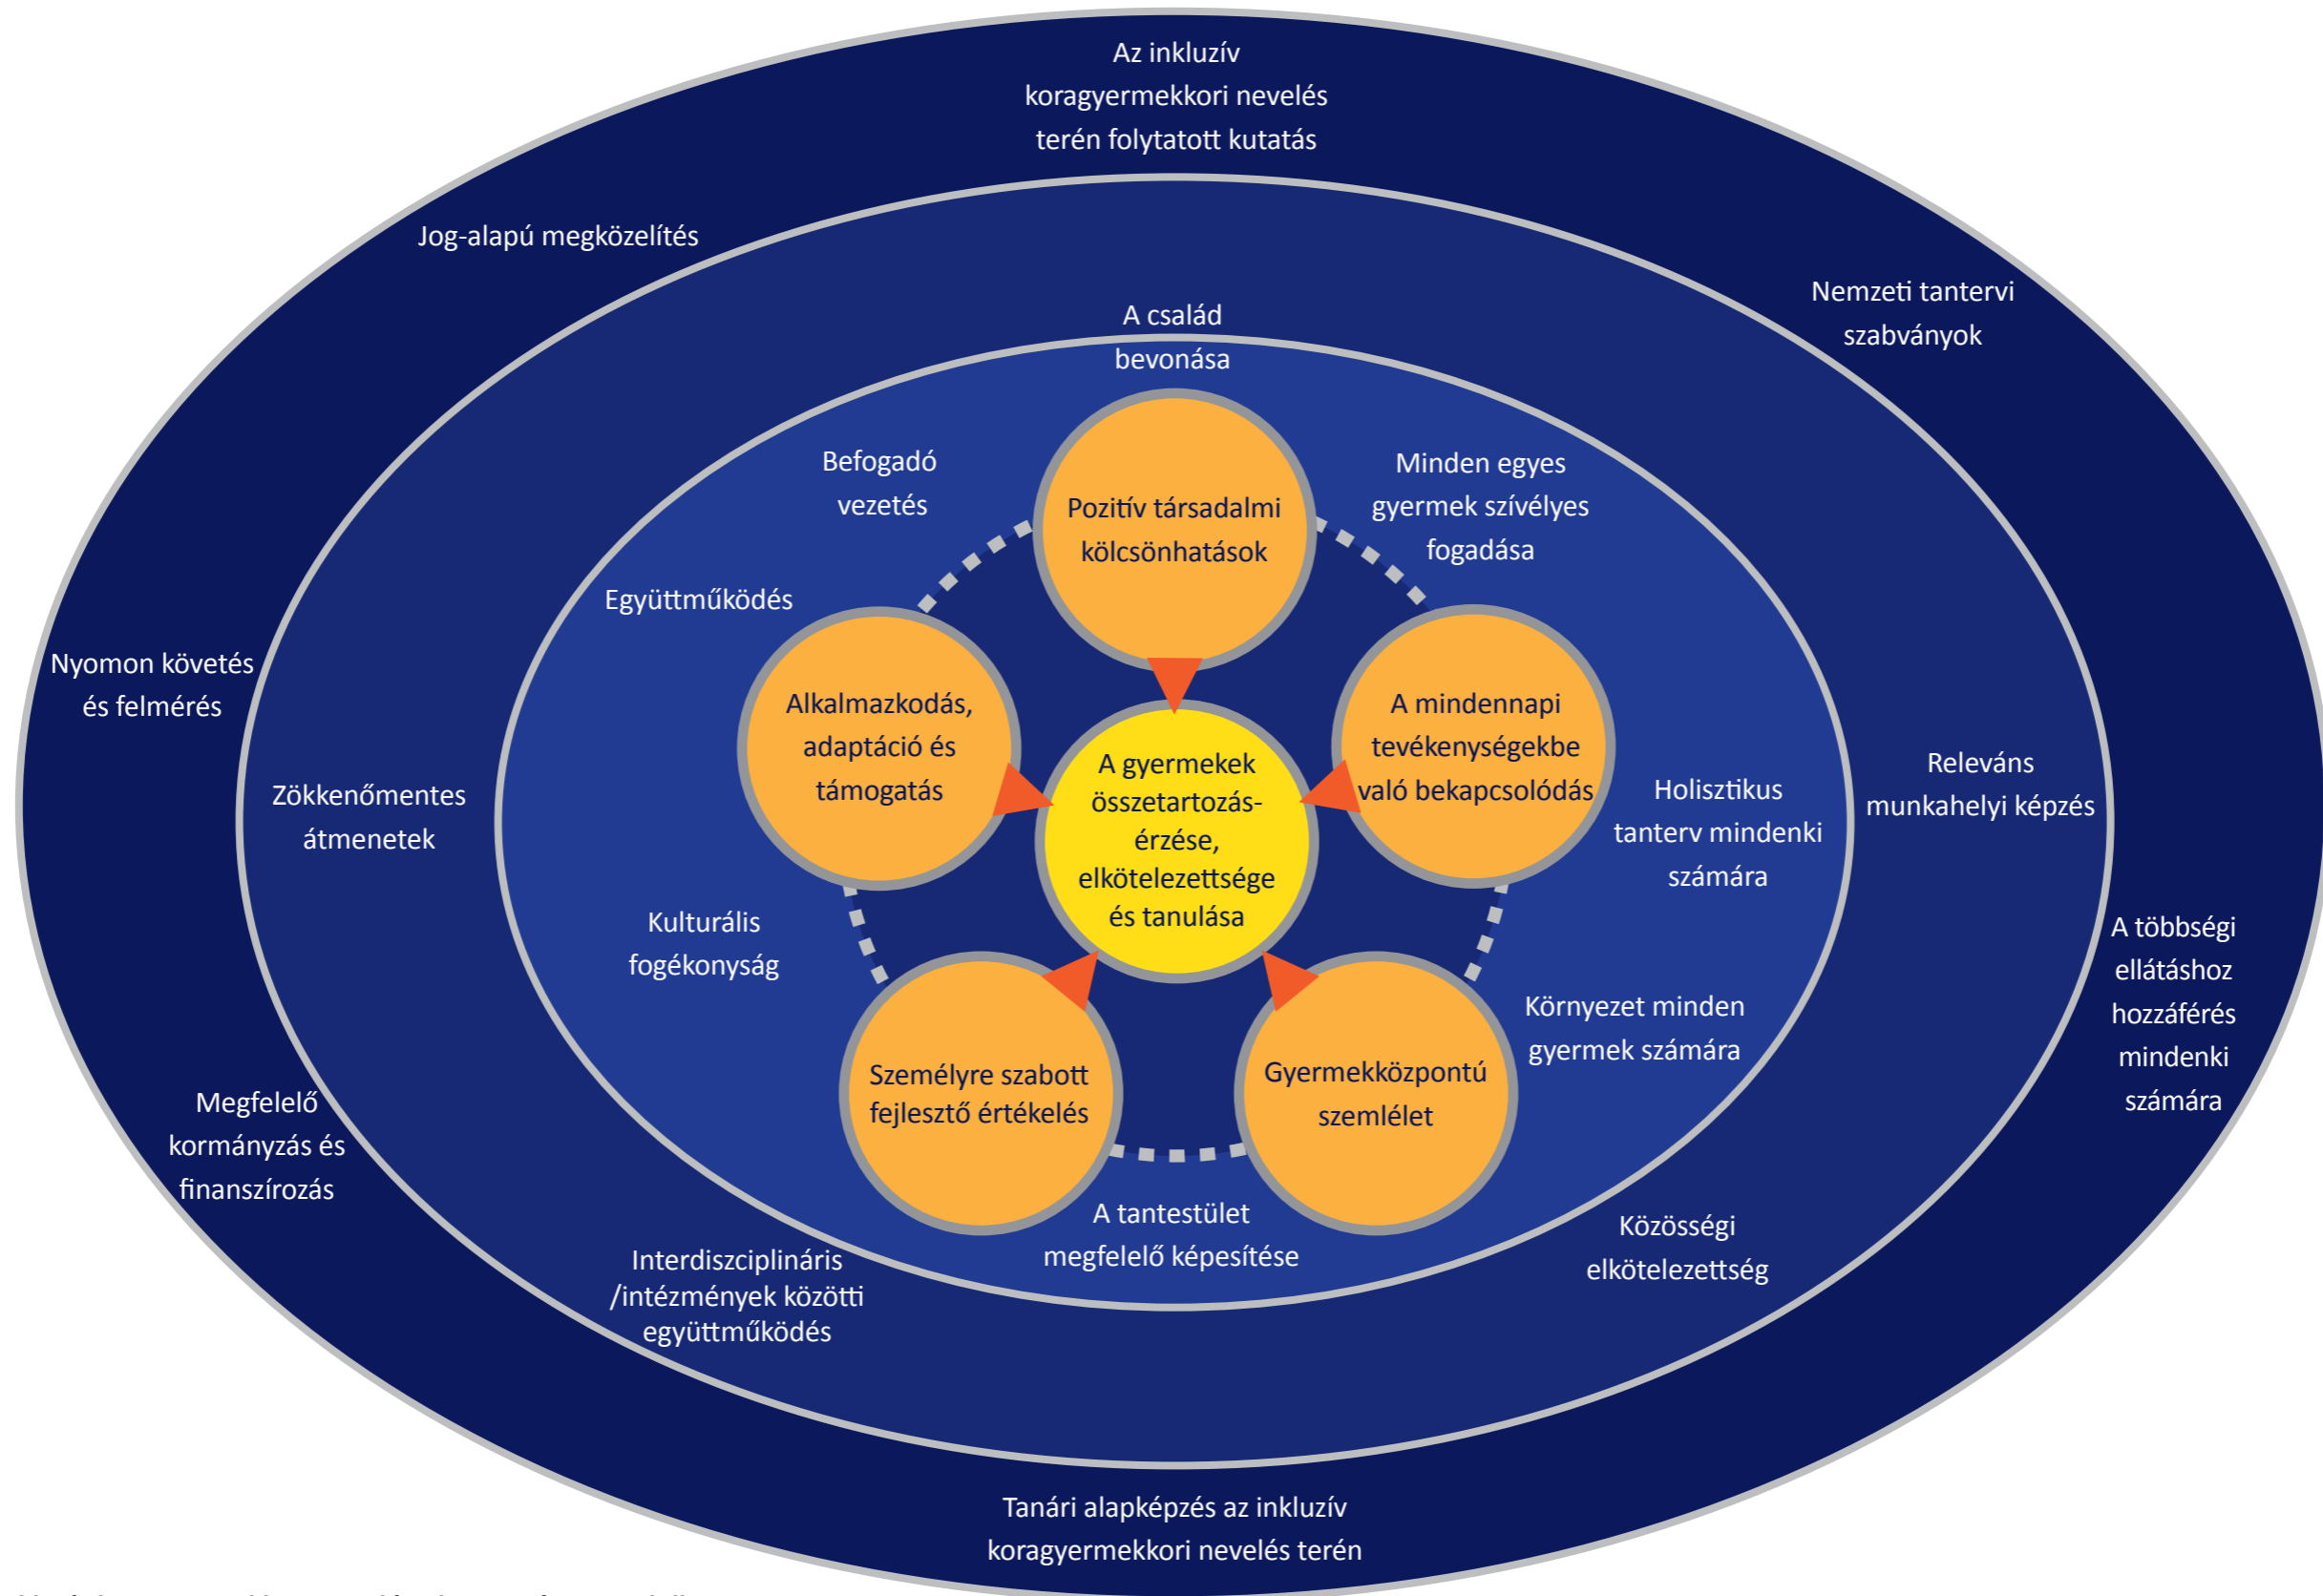 Az inkluzív
koragyermekkori nevelés
terén folytatott kutatás
Jog-alapú megközelítés
Nemzeti tantervi
szabványok
A család
bevonása
Befogadó
vezetés
Minden egyes
gyermek szívélyes
fogadása
Pozitív társadalmi
kölcsönhatások
Együttműködés
Nyomon követés
és felmérés
Alkalmazkodás,
adaptáció és
támogatás
A mindennapi
tevékenységekbe
való bekapcsolódás
A gyermekek
összetartozás-
érzése,
elkötelezettsége
és tanulása
Zökkenőmentes
átmenetek
Holisztikus
tanterv mindenki
számára
Releváns
munkahelyi képzés
Kulturális
fogékonyság
A többségi
ellátáshoz
hozzáférés
mindenki
számára
Környezet minden
gyermek számára
Személyre szabott
fejlesztő értékelés
Gyermekközpontú
szemlélet
Megfelelő
kormányzás és
finanszírozás
A tantestület
megfelelő képesítése
Közösségi
elkötelezettség
Interdiszciplináris
/intézmények közötti
együttműködés
Tanári alapképzés az inkluzív
koragyermekkori nevelés terén